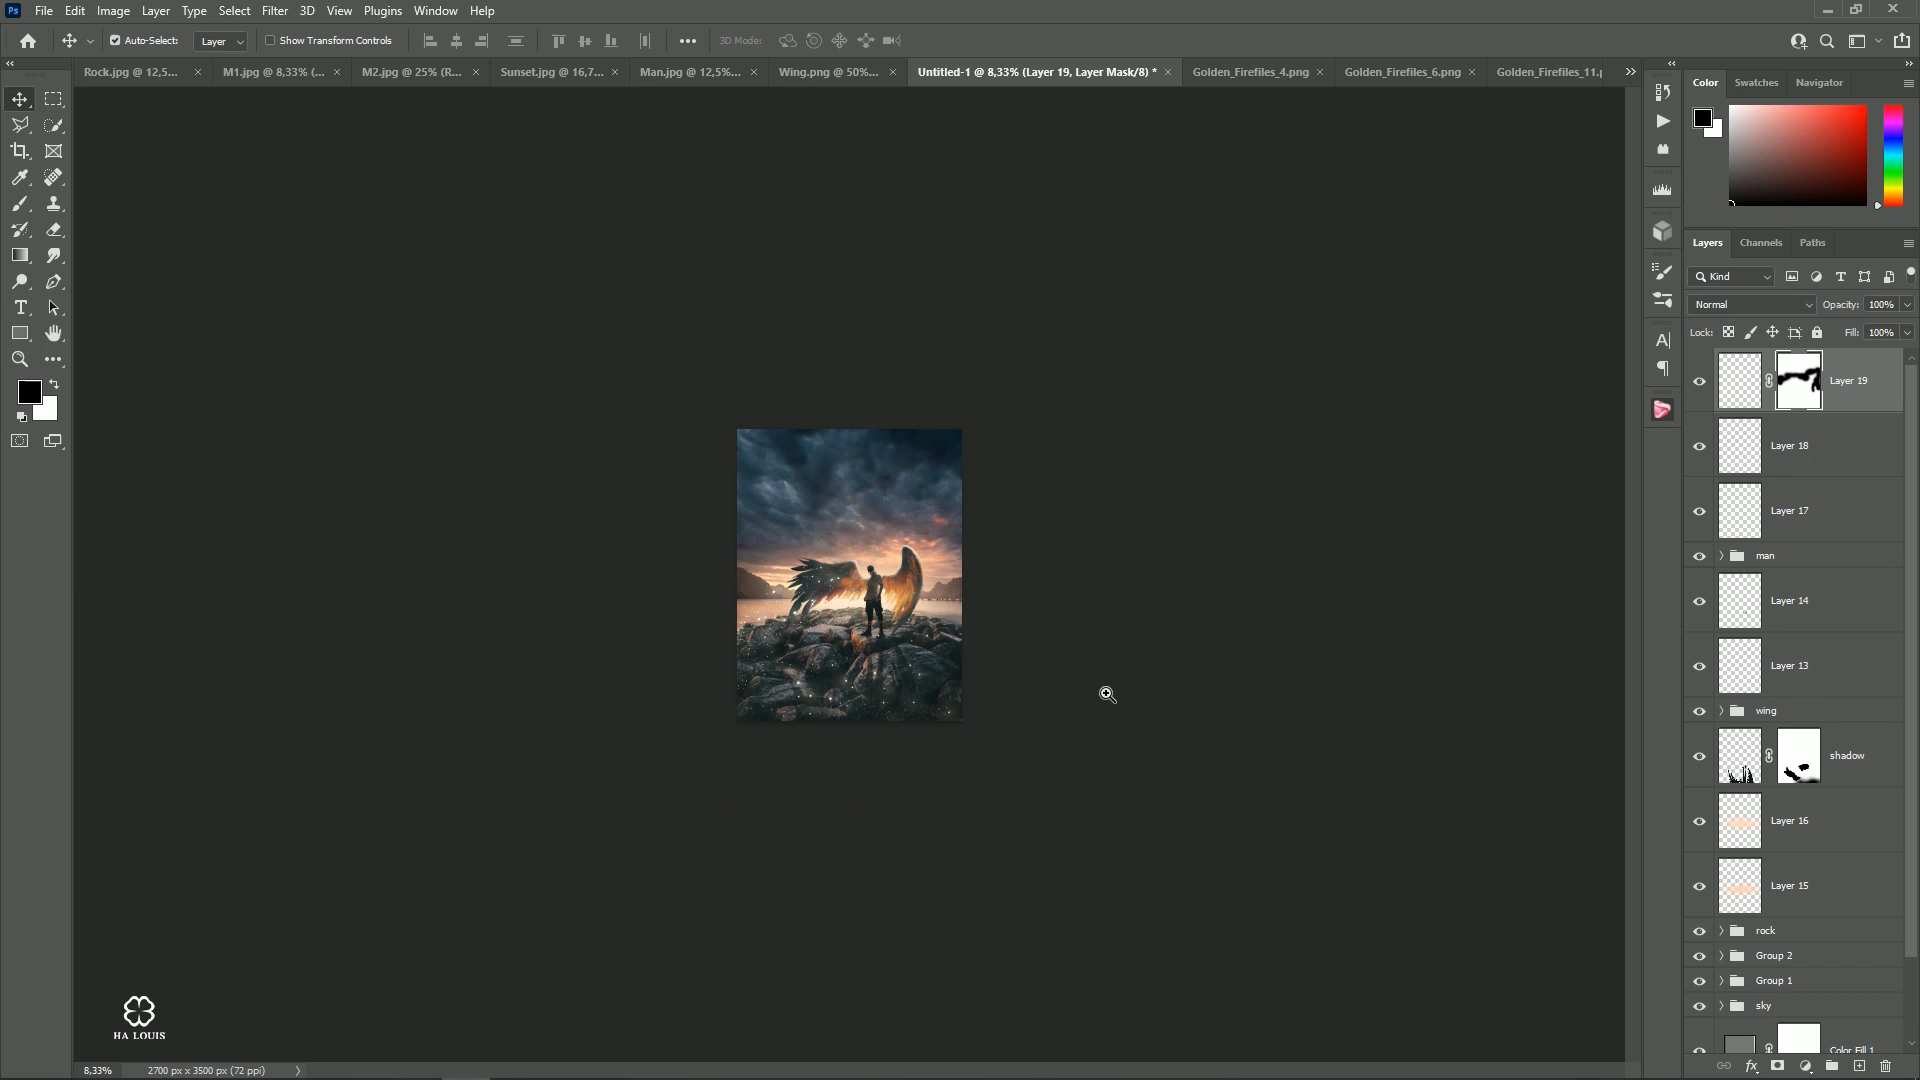 Ps File Edit Image Layer Type Select Filter 3D View Plugins Window Help
Auto-Select: Layer Show Transform Controls 3D Mode:
Rock.jpg @ 12,5... M1.jpg @ 8,33% (... M2.jpg @ 25% (R... Sunset.jpg @ 16,7... Man.jpg @ 12,5%... Wing.png @ 50%... Untitled-1 @ 8,33% (Layer 19, Layer Mask/8) * Golden_Firefiles_4.png Golden_Firefiles_6.png Golden_Firefiles_11.p
Color Swatches Navigator
Layers Channels Paths
Kind
Normal Opacity: 100%
Lock: Fill: 100%
Layer 19
Layer 18
Layer 17
man
Layer 14
Layer 13
wing
shadow
Layer 16
Layer 15
rock
Group 2
Group 1
sky
Color Fill 1
HA LOUIS
8,33% 2700 px x 3500 px (72 ppi)